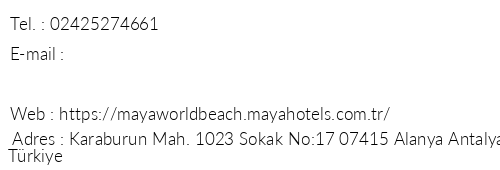 Tel. : 02425274661
E-mail :
Web : https://mayaworldbeach.mayahotels.com.tr/
Adres : Karaburun Mah. 1023 Sokak No:17 07415 Alanya Antalya
Türkiye